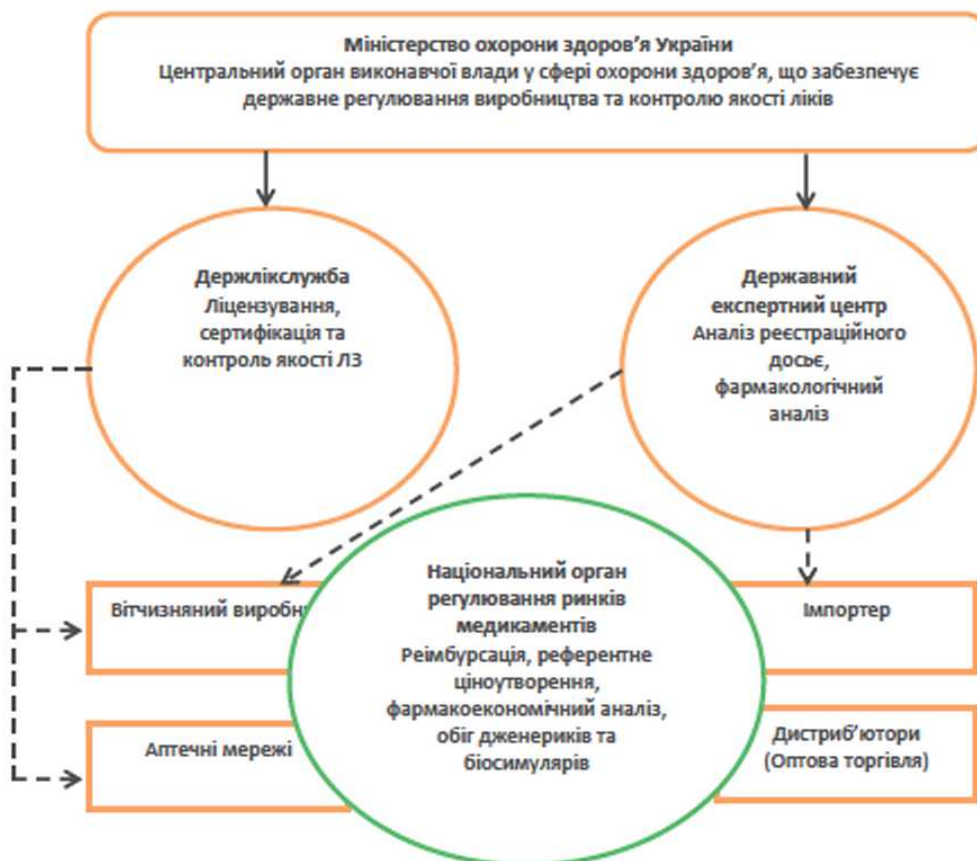 Міністерство охорони здоров’я України
Центральний орган виконавчої влади у сфері охорони здоров’я, що забезпечує
державне регулювання виробництва та контролю якості ліків
Держлікслужба
Ліцензування,
сертифікація та
контроль якості ЛЗ
Державний
експертний центр
Аналіз реєстраційного
досьє,
фармакологічний
аналіз
Вітчизняний
Національний орган
регулювання ринків
медикаментів
Реімбурсація, референтне
ціноутворення,
фармакоекономічний аналіз,
обіг дженериків та
біосимулярів
Імпортер
Аптечні мережі
Дистриб’ютори
(Оптова торгівля)